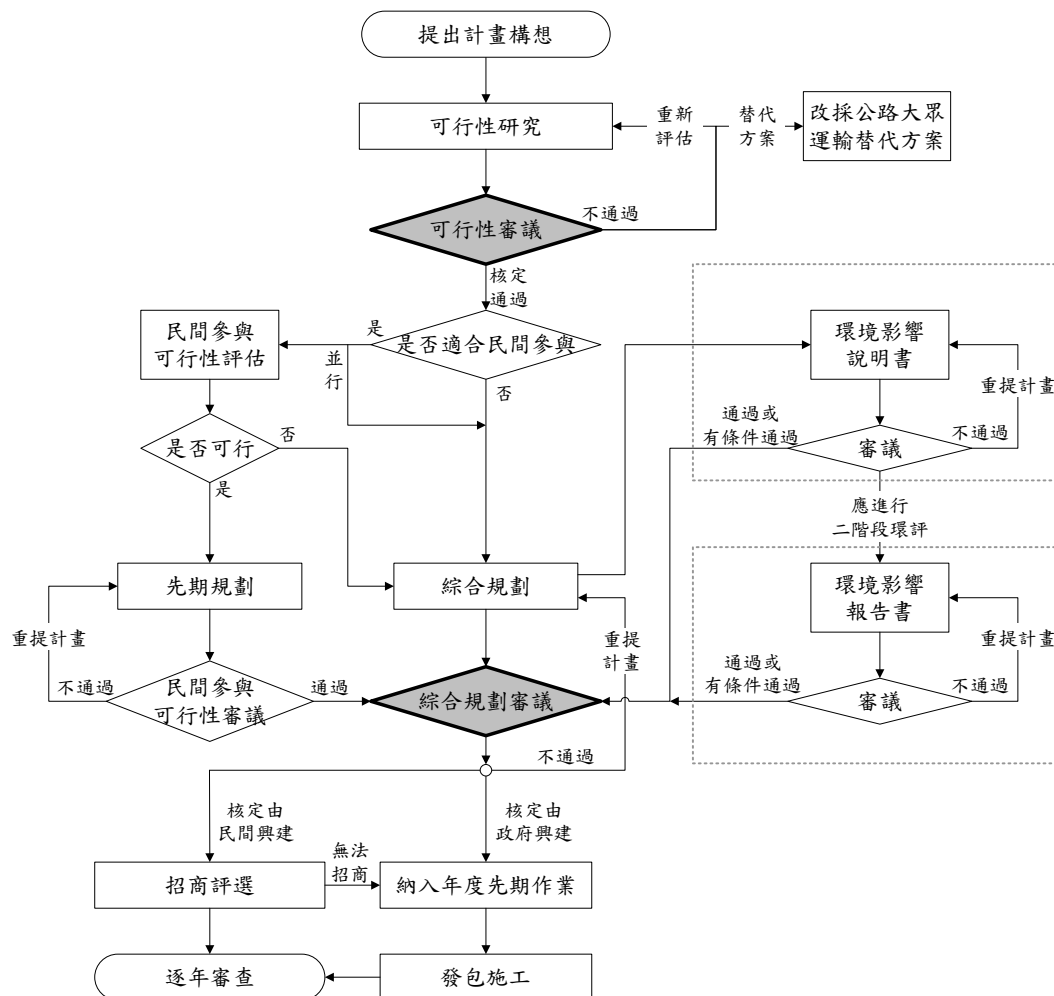 提出計畫構想
可行性研究
重新
評估
替代
方案
改採公路大眾
運輸替代方案
可行性審議
不通過
核定
通過
民間參與
可行性評估
是
並
行
是否適合民間參與
否
環境影響
說明書
重提計畫
是否可行
否
是
通過或
有條件通過
審議
不通過
應進行
二階段環評
先期規劃
綜合規劃
環境影響
報告書
重提計畫
重提
計畫
重提計畫
不通過
民間參與
可行性審議
通過
綜合規劃審議
通過或
有條件通過
審議
不通過
不通過
核定由
民間興建
核定由
政府興建
招商評選
無法
招商
納入年度先期作業
逐年審查
發包施工